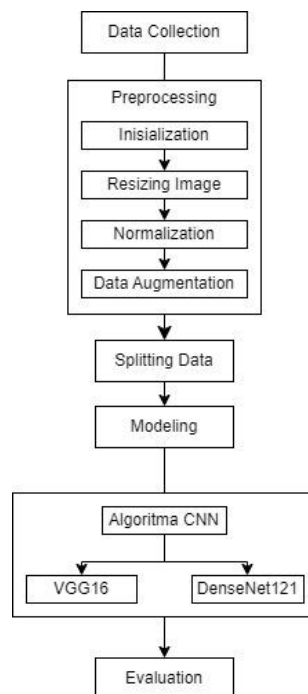 Data Collection
Preprocessing
Inisialization
Resizing Image
Normalization
Data Augmentation
Splitting Data
Modeling
Algoritma CNN
VGG16
DenseNet121
Evaluation